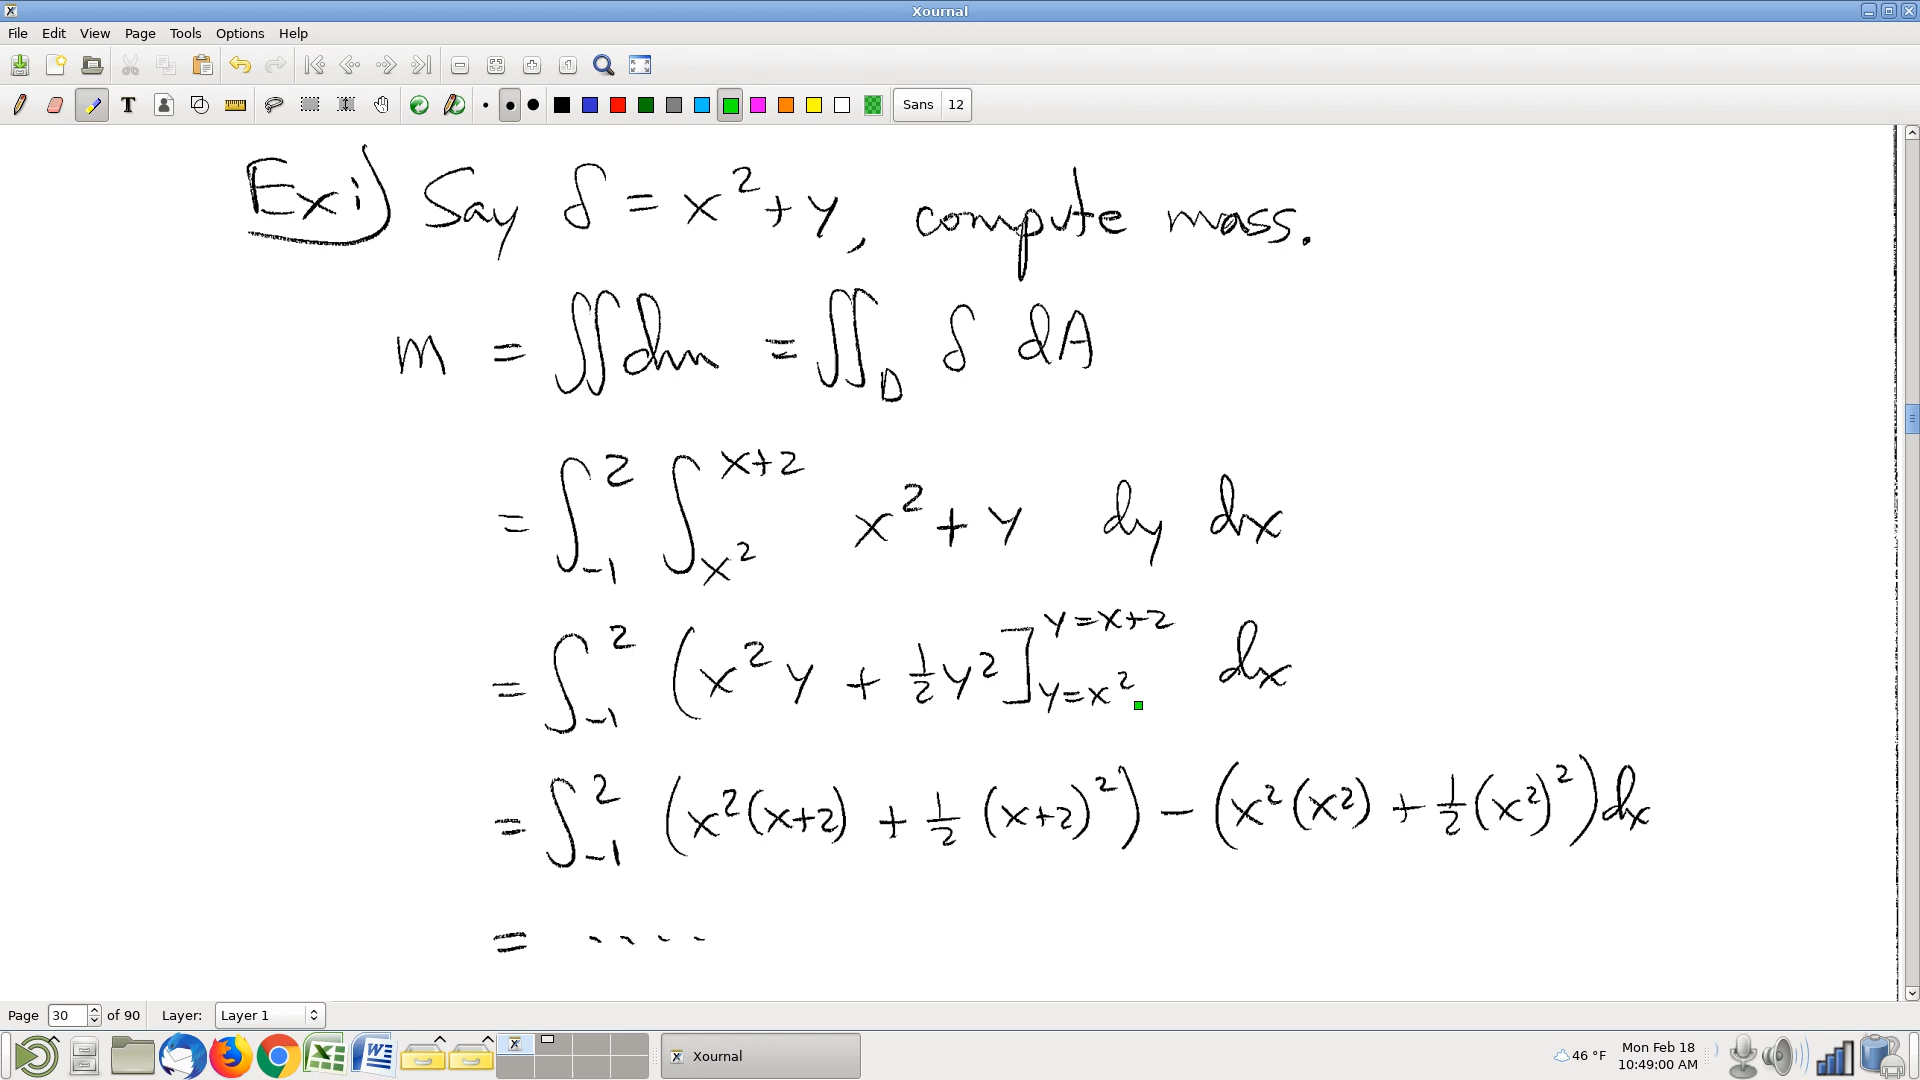 Xournal
File Edit View Page Tools Options Help
Sans 12
Ex:) Say δ = x² + y, compute mass.
m = ∬ dm = ∬_D δ dA
= ∫_{-1}^{2} ∫_{x²}^{x+2} x² + y dy dx
= ∫_{-1}^{2} (x² y + ½ y²]_{y=x²}^{y=x+2} dx
= ∫_{-1}^{2} (x²(x+2) + ½ (x+2)²) − (x²(x²) + ½ (x²)²) dx
= ....
Page 30 of 90 Layer: Layer 1
Xournal
46 °F
Mon Feb 18
10:49:00 AM